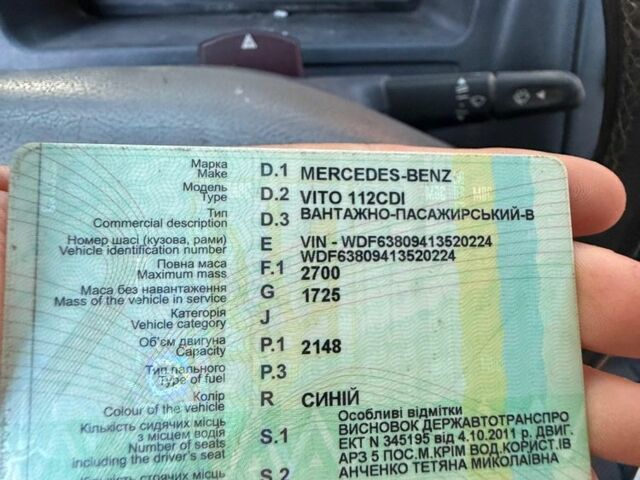 Марка D.1 MERCEDES-BENZ
Make
Модель D.2 VITO 112CDI
Type
Тип D.3 ВАНТАЖНО-ПАСАЖИРСЬКИЙ-В
Commercial description
Номер шасі (кузова, рами) E VIN - WDF63809413520224
Vehicle identification number WDF63809413520224
Повна маса F.1 2700
Maximum mass
Маса без навантаження G 1725
Mass of the vehicle in service
Категорія J
Vehicle category
Об'єм двигуна P.1 2148
Capacity
Тип пального P.3
Type of fuel
Колір R СИНІЙ
Colour of the vehicle
Кількість сидячих місць Особливі відмітки
з місцем водія S.1 ВИСНОВОК ДЕРЖАВТОТРАНСПРО
Number of seats ЕКТ N 345195 від 4.10.2011 р. ДВИГ.
including the driver's seat АРЗ 5 ПОС.М.КРІМ ВОД.КОРИСТ.ІВ
Кількість стоячих місць S.2 АНЧЕНКО ТЕТЯНА МИКОЛАЇВНА